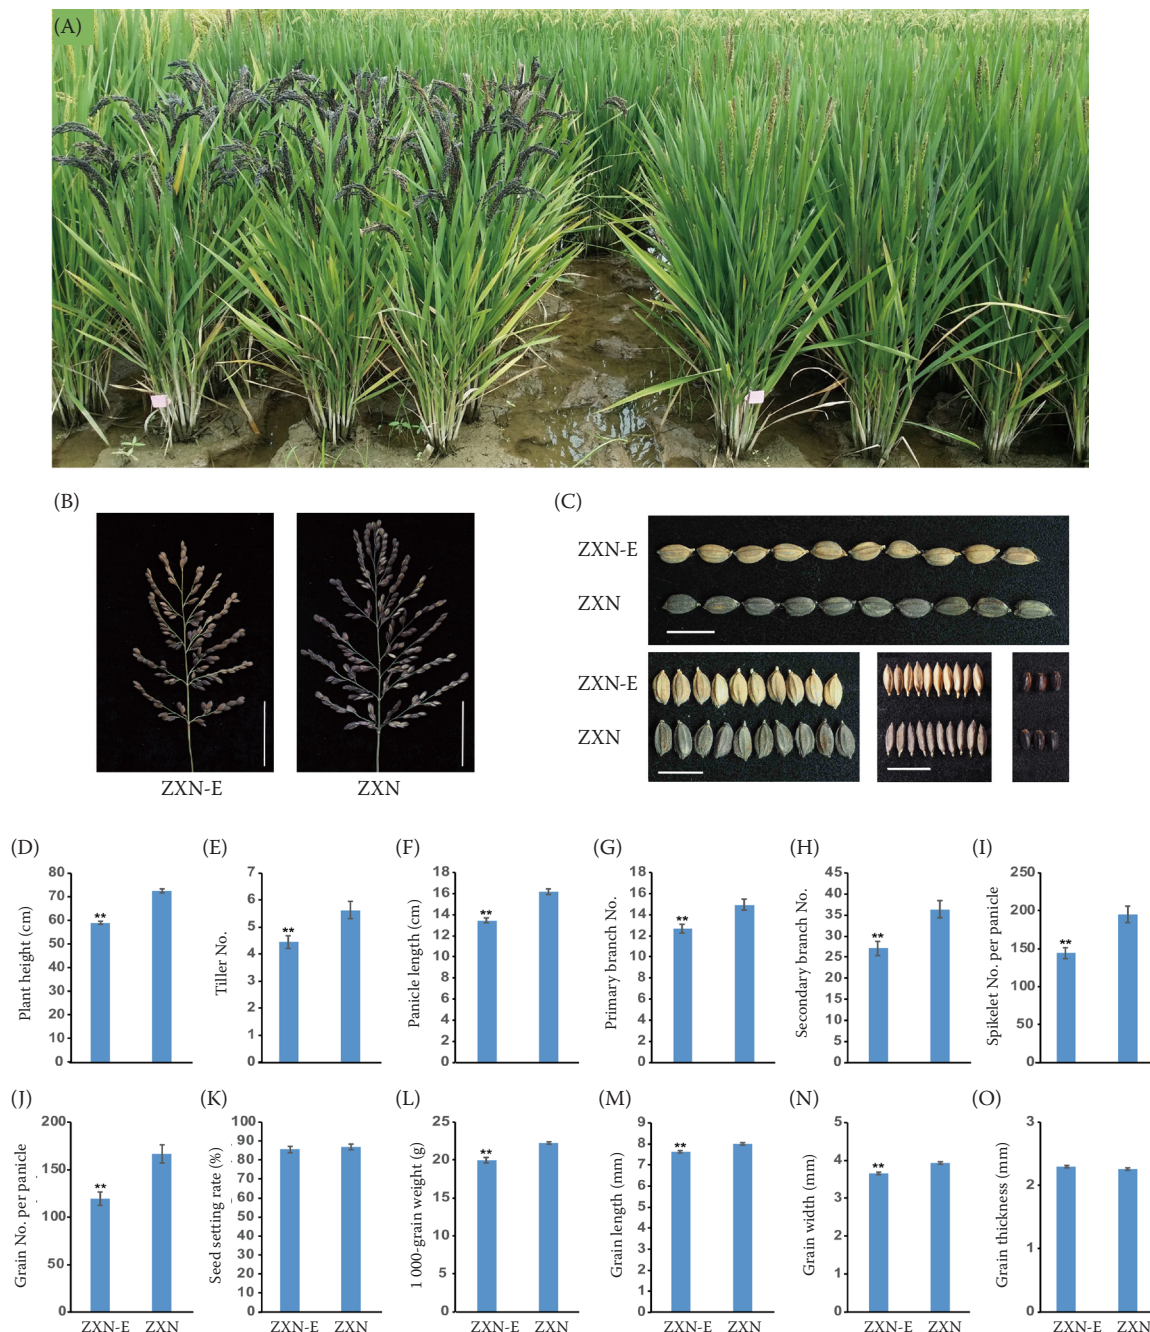 (A)
(B)
(C)
ZXN-E
ZXN
ZXN-E
ZXN
ZXN-E
ZXN
(D)
(E)
(F)
(G)
(H)
(I)
Plant height (cm)
80
70
60
50
40
30
20
10
0
**
Tiller No.
7
6
5
4
3
2
1
0
**
Panicle length (cm)
18
16
14
12
10
8
6
4
2
0
**
Primary branch No.
18
16
14
12
10
8
6
4
2
0
**
Secondary branch No.
45
40
35
30
25
20
15
10
5
0
**
Spikelet No. per panicle
250
200
150
100
50
0
**
(J)
(K)
(L)
(M)
(N)
(O)
Grain No. per panicle
200
150
100
50
0
**
ZXN-E
ZXN
Seed setting rate (%)
100
90
80
70
60
50
40
30
20
10
0
ZXN-E
ZXN
1 000-grain weight (g)
25
20
15
10
5
0
**
ZXN-E
ZXN
Grain length (mm)
9
8
7
6
5
4
3
2
1
0
**
ZXN-E
ZXN
Grain width (mm)
5
4
3
2
1
0
**
ZXN-E
ZXN
Grain thickness (mm)
3
2
1
0
ZXN-E
ZXN